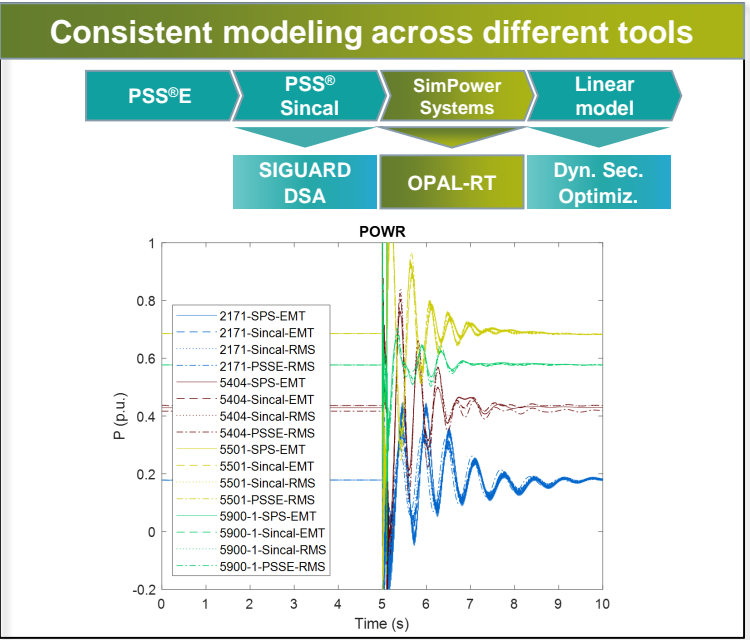 Consistent modeling across different tools
PSS®E
PSS®
Sincal
SimPower
Systems
Linear
model
SIGUARD
DSA
OPAL-RT
Dyn. Sec.
Optimiz.
POWR
1
0.8
0.6
0.4
0.2
0
-0.2
P (p.u.)
2171-SPS-EMT
2171-Sincal-EMT
2171-Sincal-RMS
2171-PSSE-RMS
5404-SPS-EMT
5404-Sincal-EMT
5404-Sincal-RMS
5404-PSSE-RMS
5501-SPS-EMT
5501-Sincal-EMT
5501-Sincal-RMS
5501-PSSE-RMS
5900-1-SPS-EMT
5900-1-Sincal-EMT
5900-1-Sincal-RMS
5900-1-PSSE-RMS
0 1 2 3 4 5 6 7 8 9 10
Time (s)